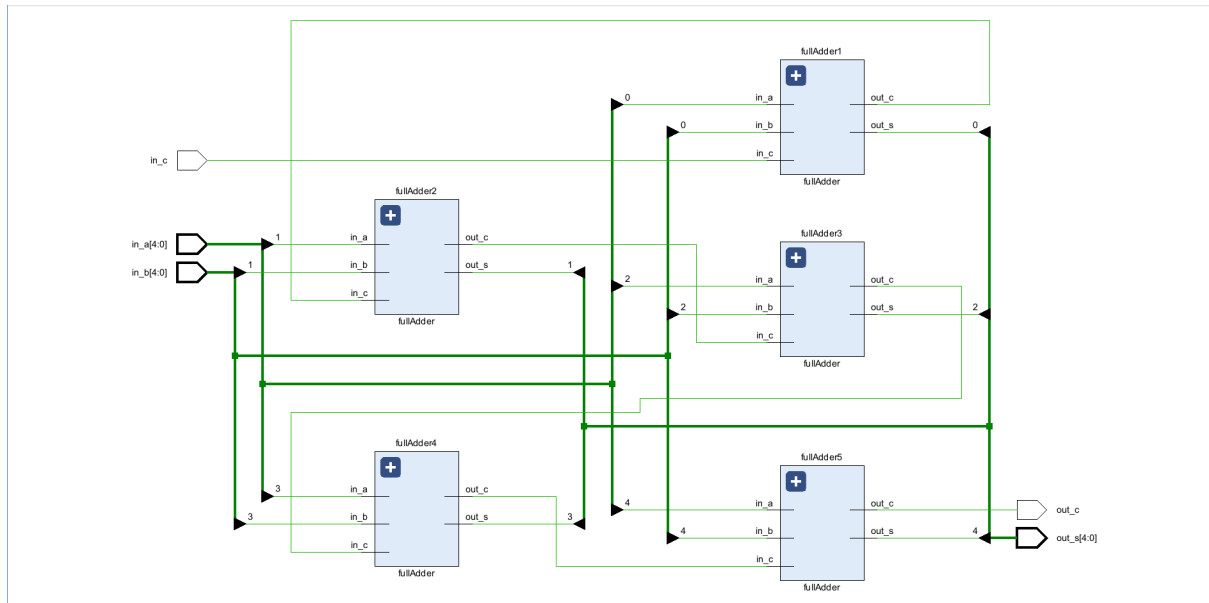 fullAdder1
0
in_a
out_c
0
in_b
out_s
0
in_c
in_c
fullAdder
fullAdder2
in_a[4:0]
1
in_a
out_c
in_b[4:0]
1
in_b
out_s
1
in_c
fullAdder
fullAdder3
2
in_a
out_c
2
in_b
out_s
2
in_c
fullAdder
fullAdder4
3
in_a
out_c
3
in_b
out_s
3
in_c
fullAdder
fullAdder5
4
in_a
out_c
out_c
4
in_b
out_s
4
out_s[4:0]
in_c
fullAdder